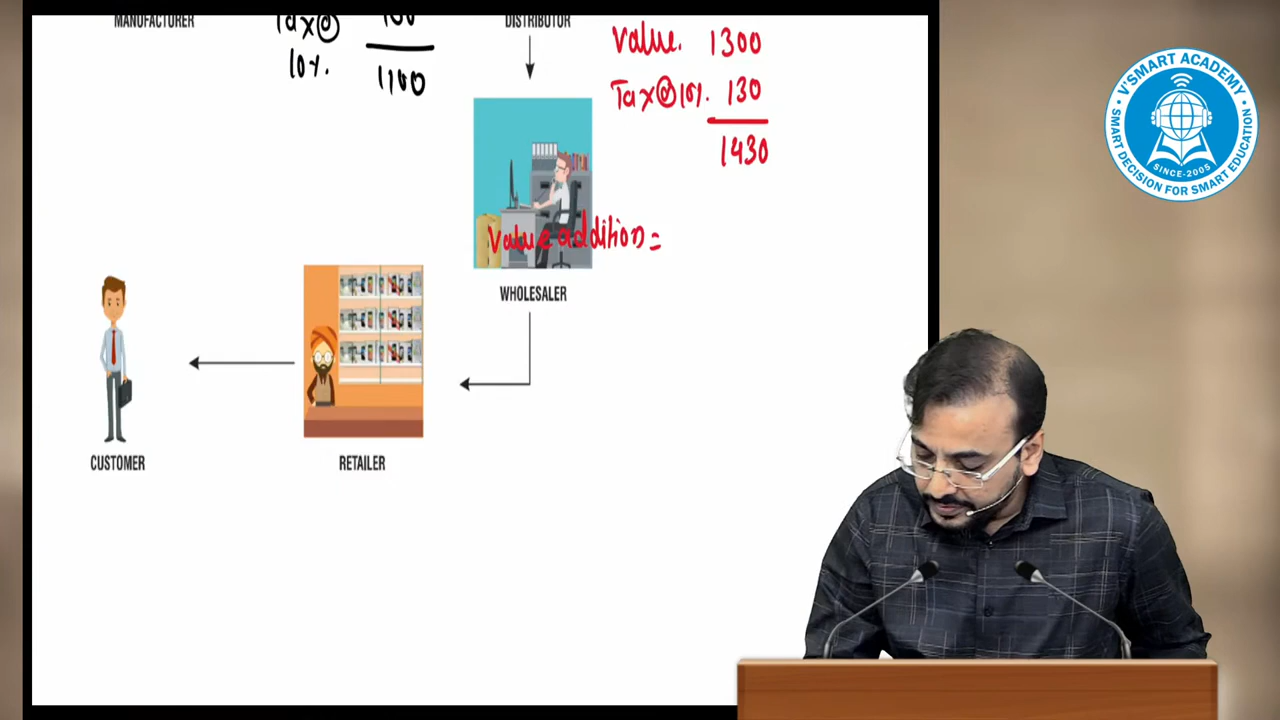 MANUFACTURER
DISTRIBUTOR
Tax@
10%.
100
1100
Value. 1300
Tax@10%. 130
1430
Value addition =
WHOLESALER
CUSTOMER
RETAILER
V'SMART ACADEMY
SINCE-2005
SMART DECISION FOR SMART EDUCATION